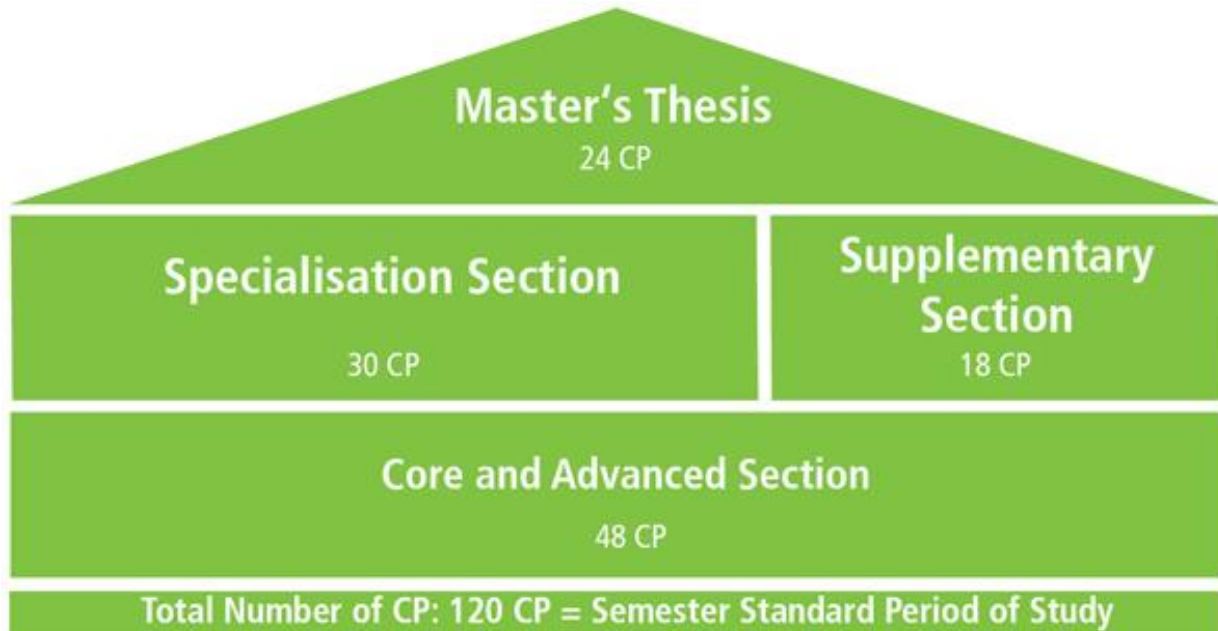 Master‘s Thesis
24 CP
Specialisation Section
30 CP
Supplementary
Section
18 CP
Core and Advanced Section
48 CP
Total Number of CP: 120 CP = Semester Standard Period of Study